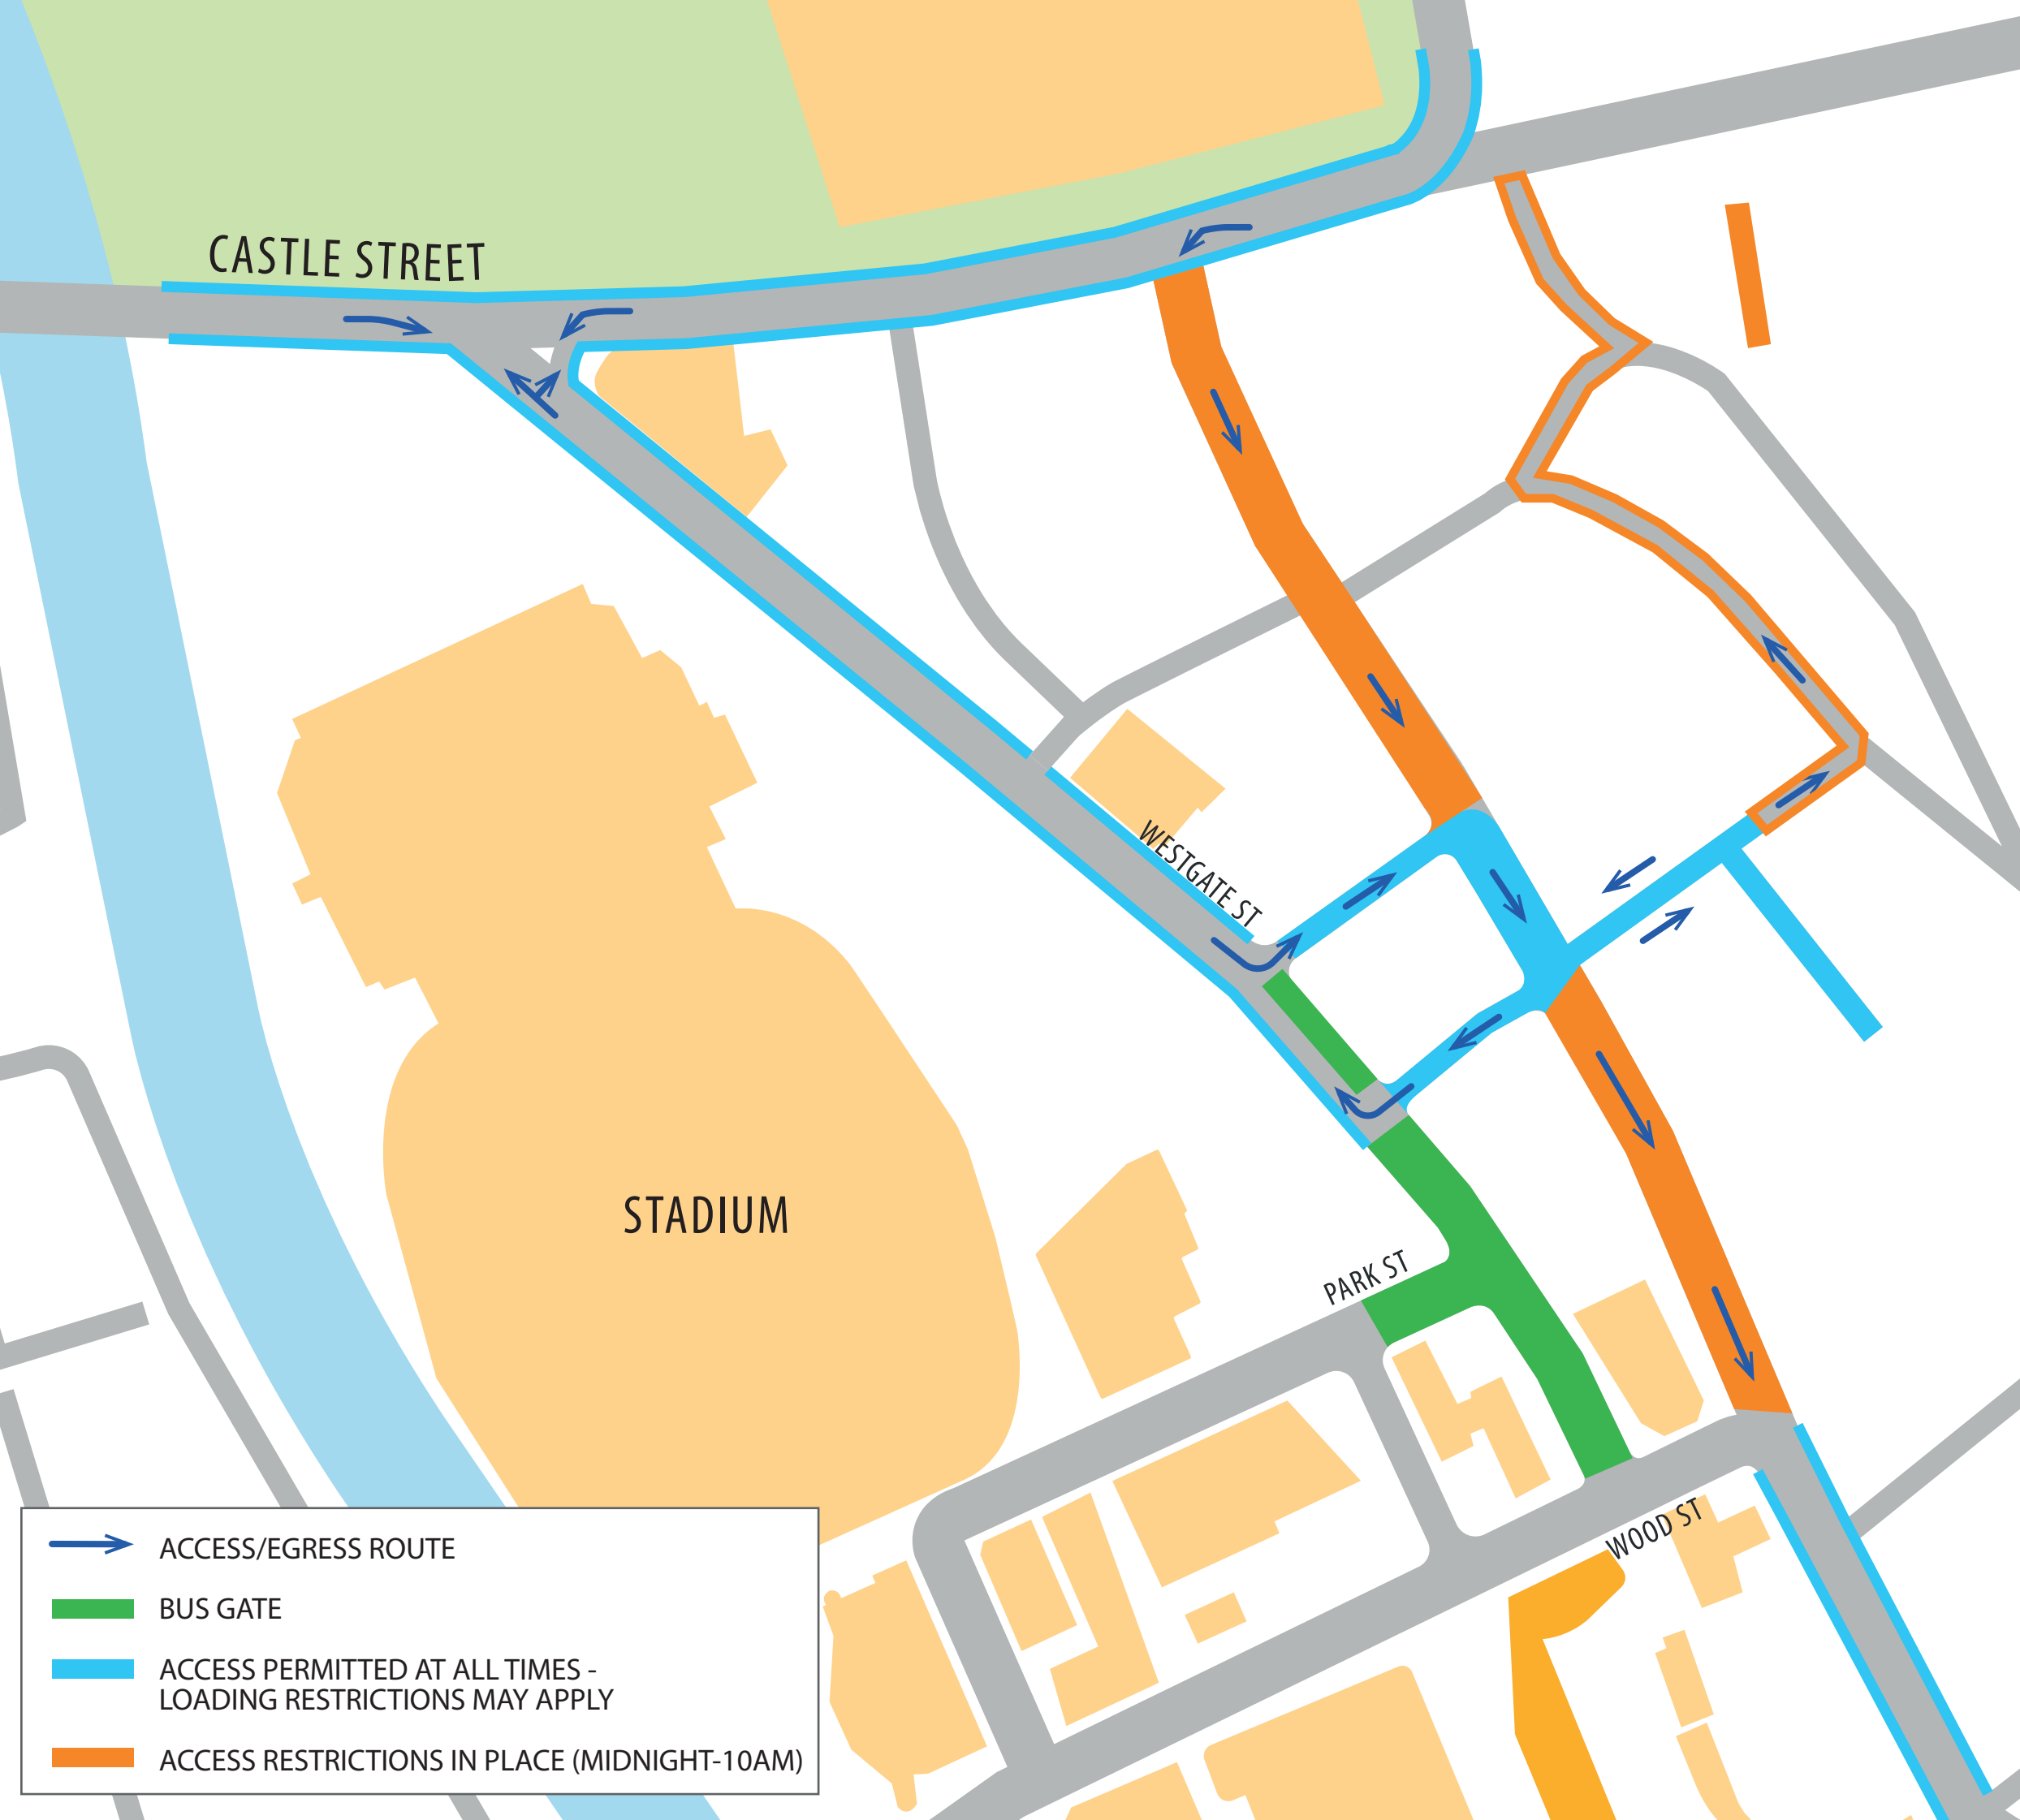 CASTLE STREET
WESTGATE ST
STADIUM
PARK ST
WOOD ST
ACCESS/EGRESS ROUTE
BUS GATE
ACCESS PERMITTED AT ALL TIMES -
LOADING RESTRICTIONS MAY APPLY
ACCESS RESTRICTIONS IN PLACE (MIDNIGHT-10AM)